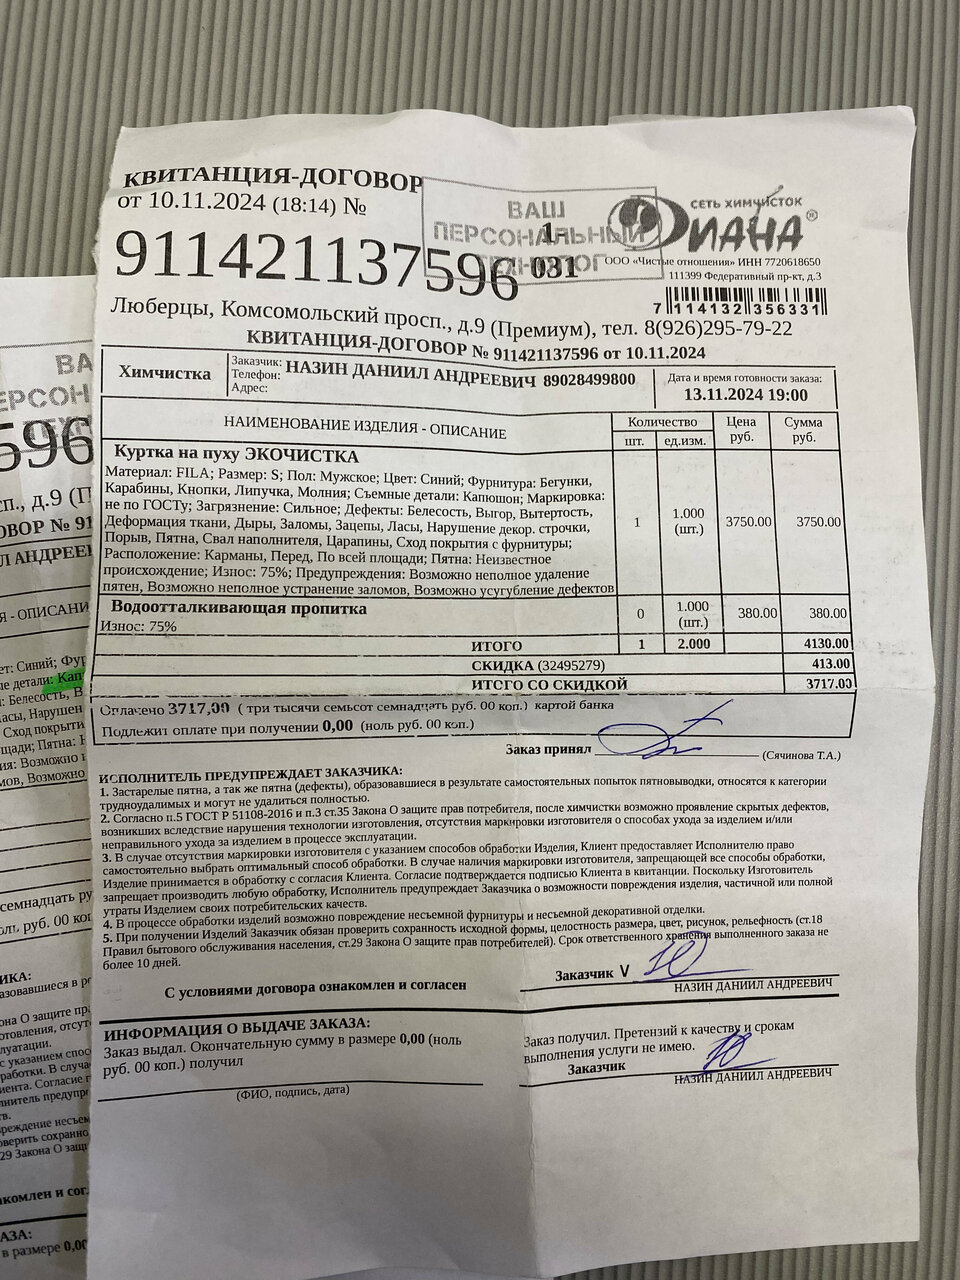 КВИТАНЦИЯ-ДОГОВОР
от 10.11.2024 (18:14) №
911421137596
1-
031
ВАШ
ПЕРСОНАЛЬНЫЙ
ТЕХНОЛОГ
СЕТЬ ХИМЧИСТОК
ДИАНА®
ООО «Чистые отношения» ИНН 7720618650
111399 Федеративный пр-кт, д.3
7 114132 356331
Люберцы, Комсомольский просп., д.9 (Премиум), тел. 8(926)295-79-22
КВИТАНЦИЯ-ДОГОВОР № 911421137596 от 10.11.2024
Химчистка
Заказчик: НАЗИН ДАНИИЛ АНДРЕЕВИЧ 89028499800
Телефон:
Адрес:
Дата и время готовности заказа:
13.11.2024 19:00
НАИМЕНОВАНИЕ ИЗДЕЛИЯ - ОПИСАНИЕ
Количество
шт.
ед.изм.
Цена
руб.
Сумма
руб.
Куртка на пуху ЭКОЧИСТКА
Материал: FILA; Размер: S; Пол: Мужское; Цвет: Синий; Фурнитура: Бегунки,
Карабины, Кнопки, Липучка, Молния; Съемные детали: Капюшон; Маркировка:
не по ГОСТу; Загрязнение: Сильное; Дефекты: Белесость, Выгор, Вытертость,
Деформация ткани, Дыры, Заломы, Зацепы, Ласы, Нарушение декор. строчки,
Порыв, Пятна, Свал наполнителя, Царапины, Сход покрытия с фурнитуры;
Расположение: Карманы, Перед, По всей площади; Пятна: Неизвестное
происхождение; Износ: 75%; Предупреждения: Возможно неполное удаление
пятен, Возможно неполное устранение заломов, Возможно усугубление дефектов
1
1.000
(шт.)
3750.00
3750.00
Водоотталкивающая пропитка
Износ: 75%
0
1.000
(шт.)
380.00
380.00
ИТОГО 1 2.000 4130.00
СКИДКА (32495279) 413.00
ИТОГО СО СКИДКОЙ 3717.00
Оплачено 3717,00 ( три тысячи семьсот семнадцать руб. 00 коп.) картой банка
Подлежит оплате при получении 0,00 (ноль руб. 00 коп.)
Заказ принял
(Сячинова Т.А.)
ИСПОЛНИТЕЛЬ ПРЕДУПРЕЖДАЕТ ЗАКАЗЧИКА:
1. Застарелые пятна, а так же пятна (дефекты), образовавшиеся в результате самостоятельных попыток пятновыводки, относятся к категории
трудноудалимых и могут не удалиться полностью.
2. Согласно п.5 ГОСТ Р 51108-2016 и п.3 ст.35 Закона О защите прав потребителя, после химчистки возможно проявление скрытых дефектов,
возникших вследствие нарушения технологии изготовления, отсутствия маркировки изготовителя о способах ухода за изделием и/или
неправильного ухода за изделием в процессе эксплуатации.
3. В случае отсутствия маркировки изготовителя с указанием способов обработки Изделия, Клиент предоставляет Исполнителю право
самостоятельно выбрать оптимальный способ обработки. В случае наличия маркировки изготовителя, запрещающей все способы обработки,
Изделие принимается в обработку с согласия Клиента. Согласие подтверждается подписью Клиента в квитанции. Поскольку Изготовитель
запрещает производить любую обработку, Исполнитель предупреждает Заказчика о возможности повреждения изделия, частичной или полной
утраты Изделием своих потребительских качеств.
4. В процессе обработки изделий возможно повреждение несъемной фурнитуры и несъемной декоративной отделки.
5. При получении Изделий Заказчик обязан проверить сохранность исходной формы, целостность размера, цвет, рисунок, рельефность (ст.18
Правил бытового обслуживания населения, ст.29 Закона О защите прав потребителей). Срок ответственного хранения выполненного заказа не
более 10 дней.
Заказчик V
НАЗИН ДАНИИЛ АНДРЕЕВИЧ
С условиями договора ознакомлен и согласен
ИНФОРМАЦИЯ О ВЫДАЧЕ ЗАКАЗА:
Заказ выдал. Окончательную сумму в размере 0,00 (ноль
руб. 00 коп.) получил
(ФИО, подпись, дата)
Заказ получил. Претензий к качеству и срокам
выполнения услуги не имею.
Заказчик
НАЗИН ДАНИИЛ АНДРЕЕВИЧ